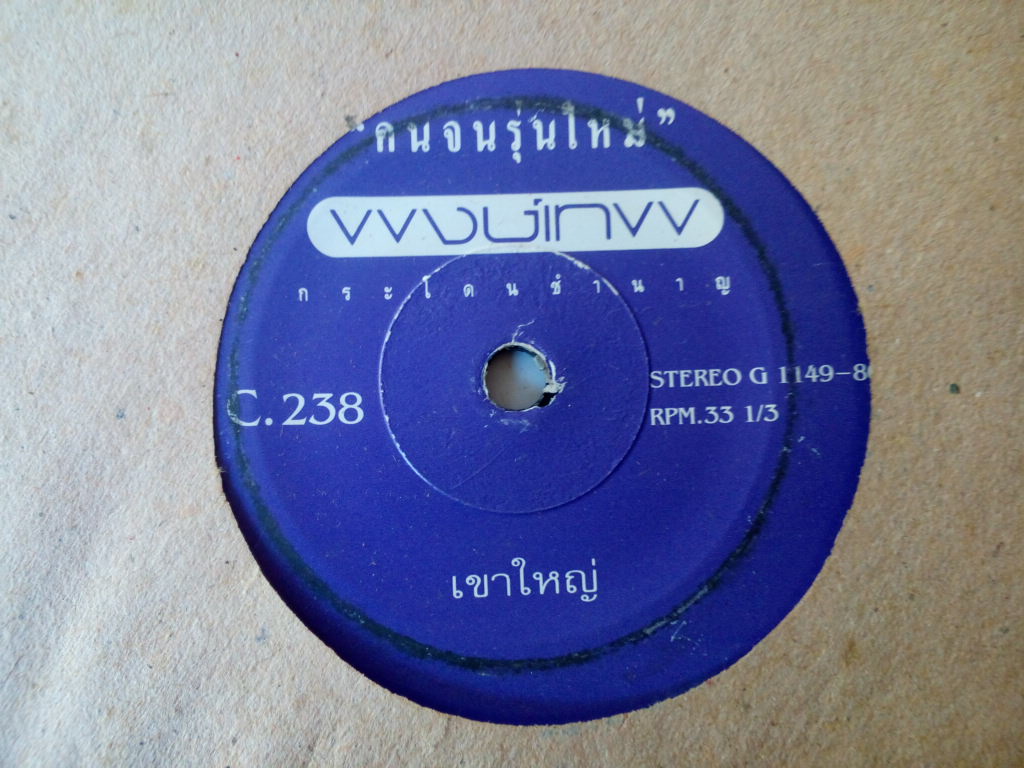 “คนจนรุ่นใหม่”
พงษ์เทพ
กระโดนชำนาญ
C. 238
STEREO G 1149-8
RPM.33 1/3
เขาใหญ่